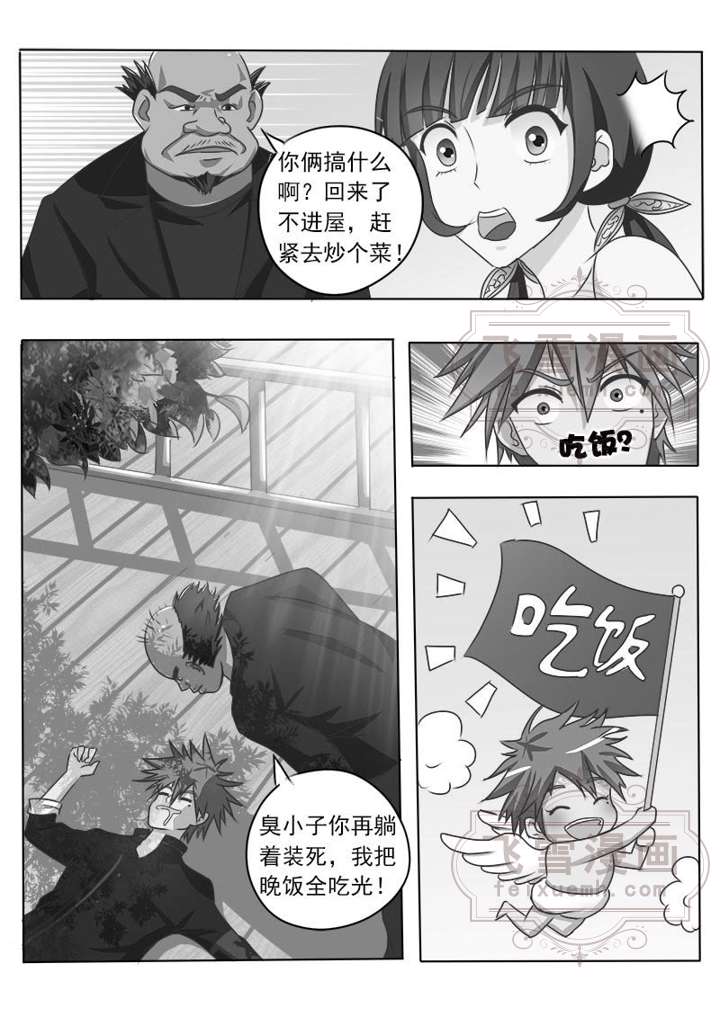 你俩搞什么
啊？回来了
不进屋，赶
紧去炒个菜！
飞雪漫画
吃饭？
吃饭
臭小子你再躺
着装死，我把
晚饭全吃光！
飞雪漫画
feixuemh.com